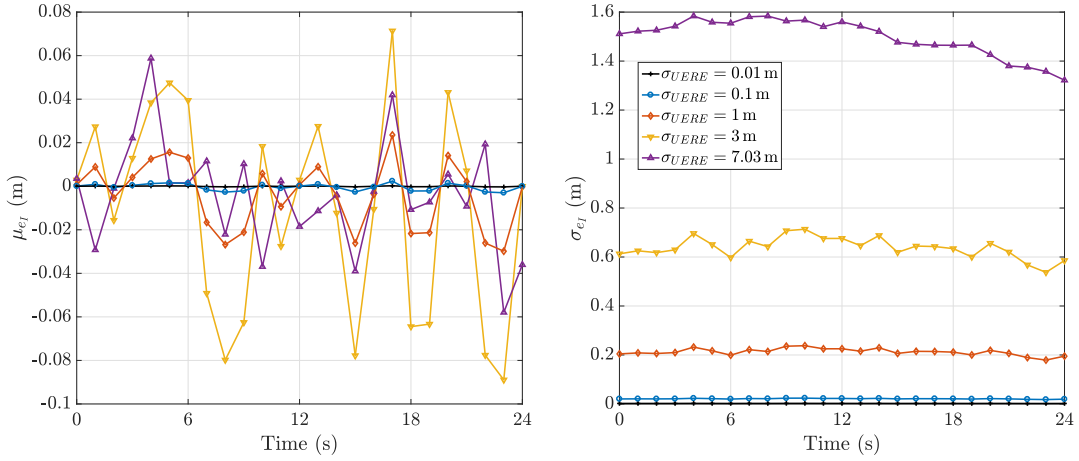 0.08
0.06
0.04
0.02
0
-0.02
-0.04
-0.06
-0.08
-0.1
μ_{e_I} (m)
0 6 12 18 24
Time (s)
1.6
1.4
1.2
1
0.8
0.6
0.4
0.2
0
σ_{e_I} (m)
σ_{UERE} = 0.01 m
σ_{UERE} = 0.1 m
σ_{UERE} = 1 m
σ_{UERE} = 3 m
σ_{UERE} = 7.03 m
0 6 12 18 24
Time (s)